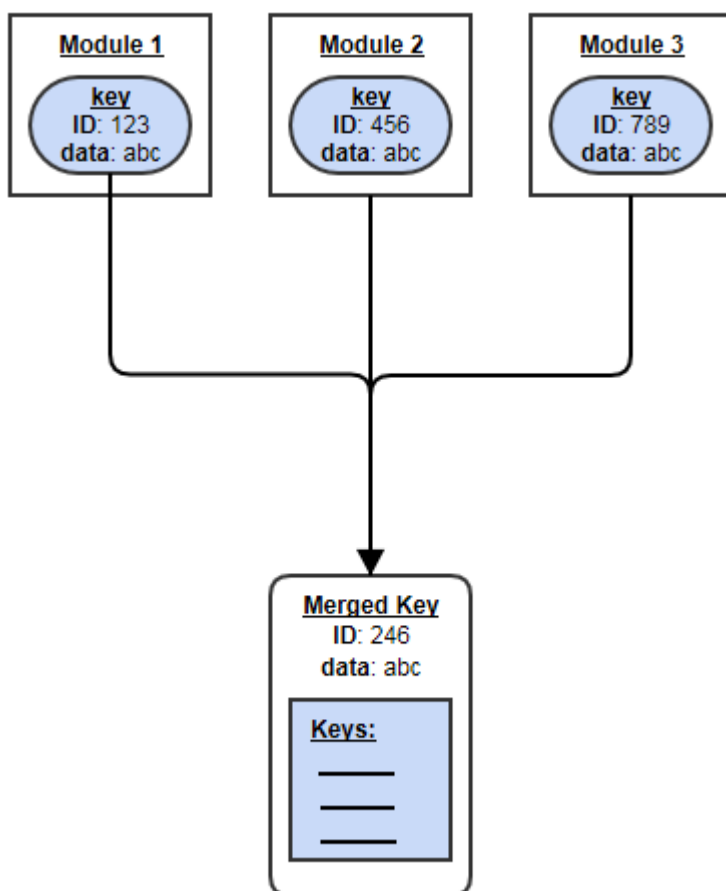 Module 1
key
ID: 123
data: abc
Module 2
key
ID: 456
data: abc
Module 3
key
ID: 789
data: abc
Merged Key
ID: 246
data: abc
Keys: